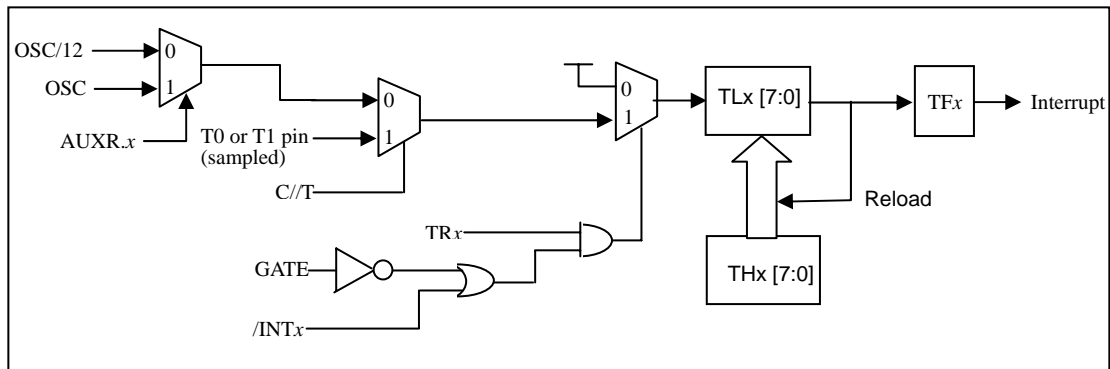 OSC/12
0
OSC
1
AUXR.x
0
T0 or T1 pin
1
(sampled)
C//T
0
1
TLx [7:0]
TFx
Interrupt
Reload
TRx
GATE
THx [7:0]
/INTx